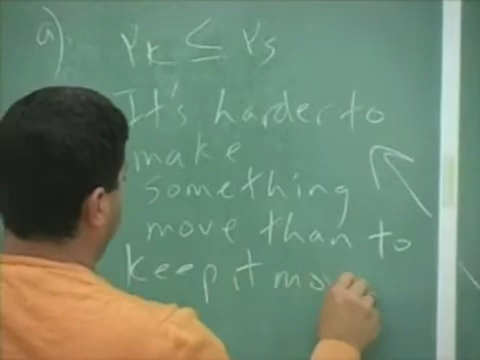 a) μk ≤ μs
It's harder to
make
something
move than to
keep it mo